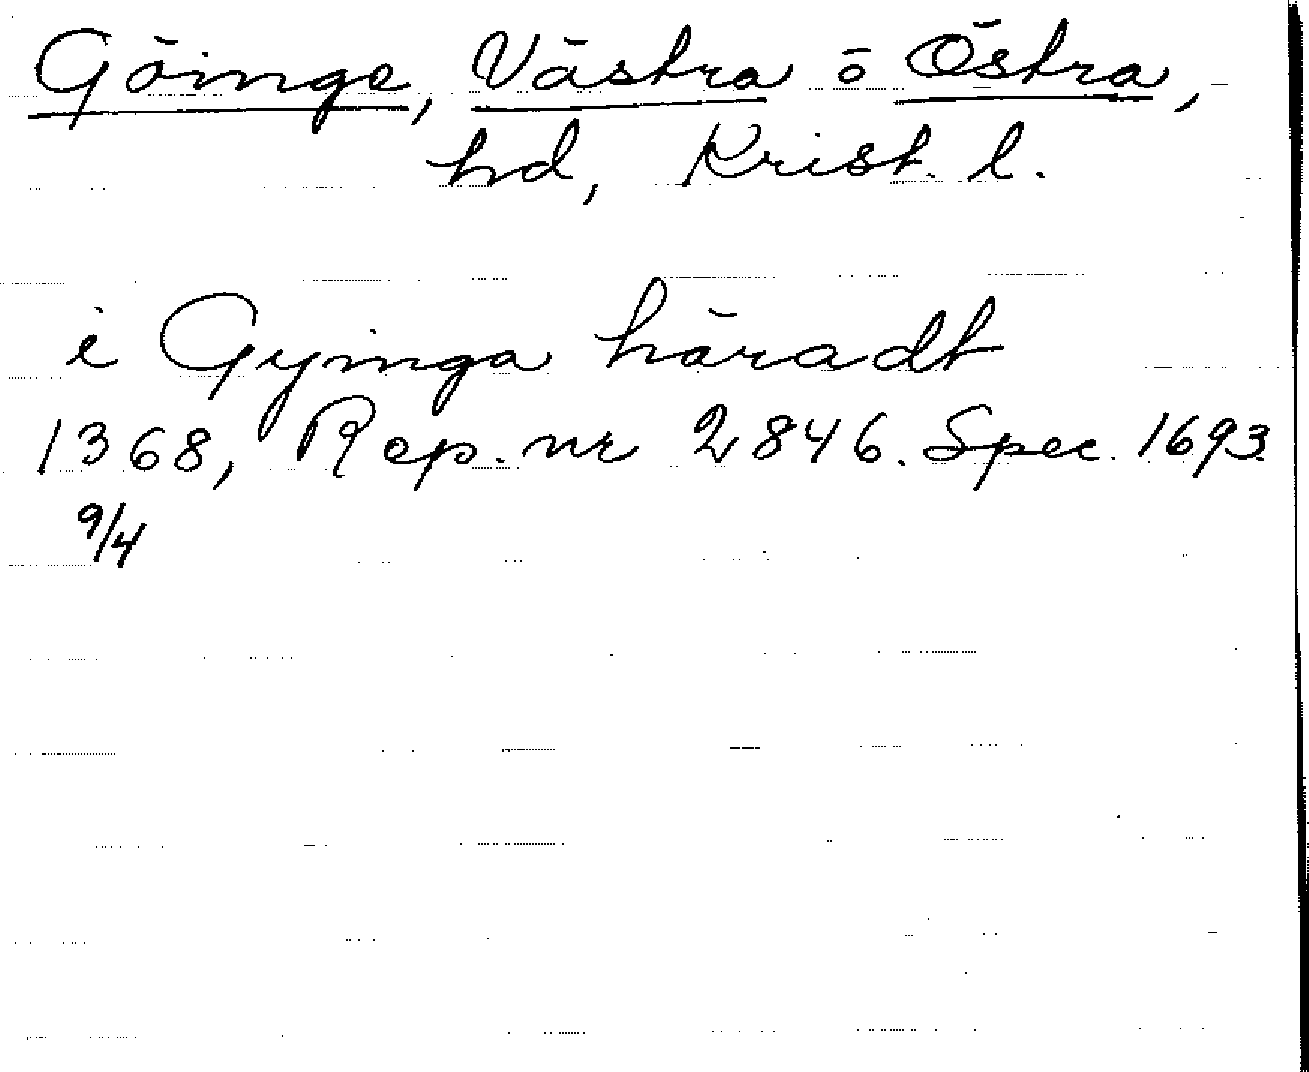 Göinge, Västra o Östra,
hd, Krist. l.
i Gyinga häradt
1368, Rep. nr 2846. Spec. 1693
9/4